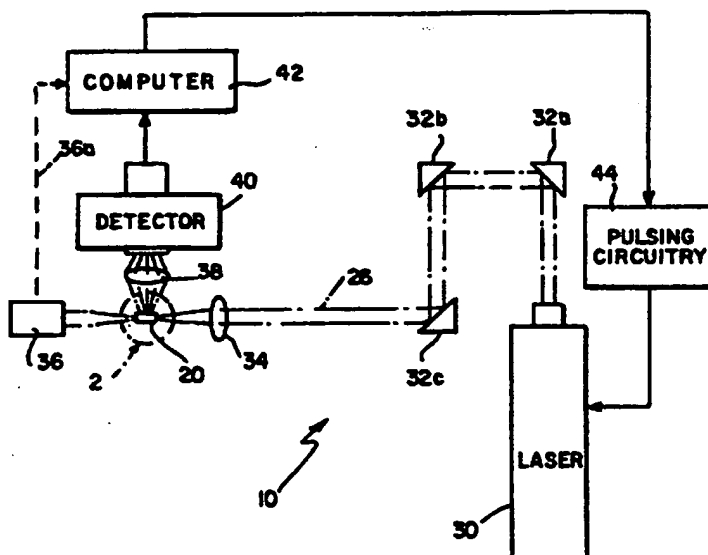 COMPUTER
42
32b
32a
36a
40
44
DETECTOR
PULSING
CIRCUITRY
38
26
36
2
20
34
32c
LASER
10
30